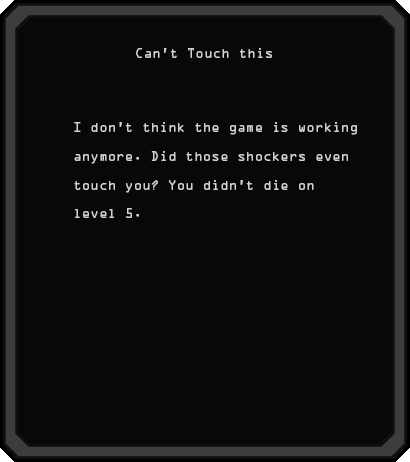 Can't Touch this
I don't think the game is working
anymore. Did those shockers even
touch you? You didn't die on
level 5.